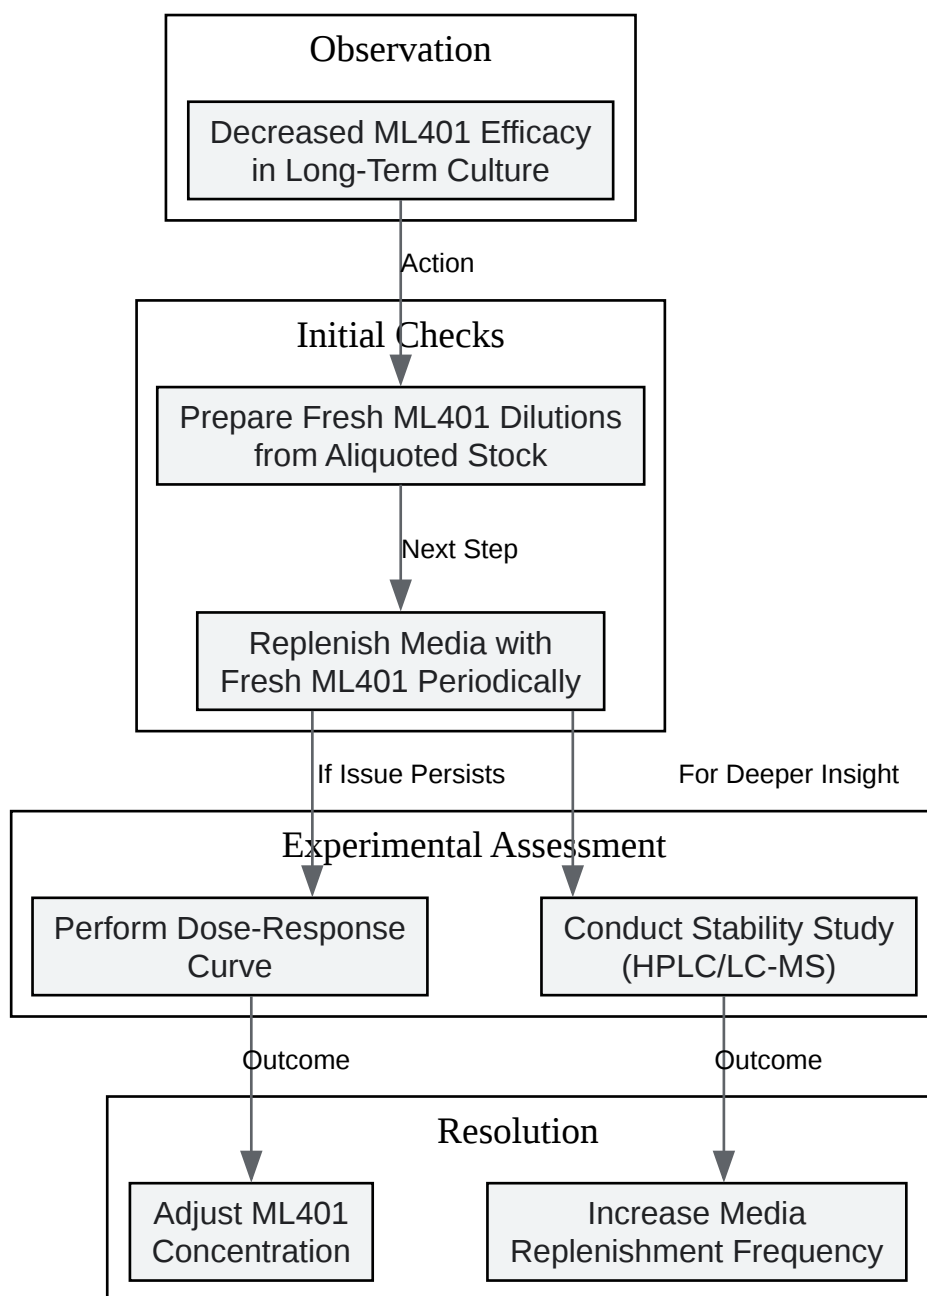 Observation
Decreased ML401 Efficacy
in Long-Term Culture
Action
Initial Checks
Prepare Fresh ML401 Dilutions
from Aliquoted Stock
Next Step
Replenish Media with
Fresh ML401 Periodically
If Issue Persists
For Deeper Insight
Experimental Assessment
Perform Dose-Response
Curve
Conduct Stability Study
(HPLC/LC-MS)
Outcome
Outcome
Resolution
Adjust ML401
Concentration
Increase Media
Replenishment Frequency